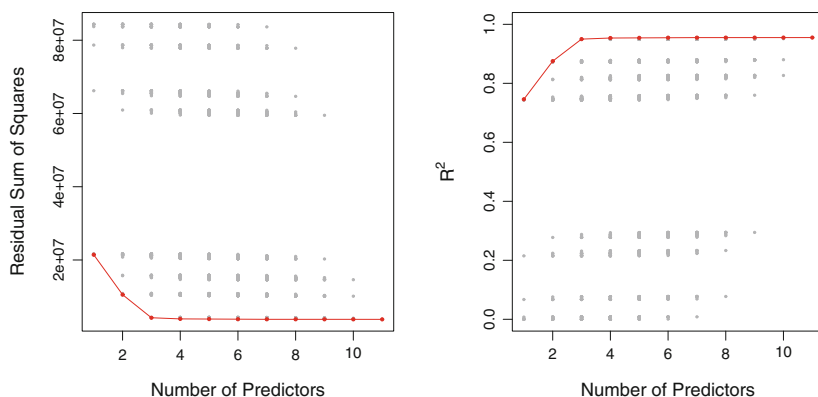 Residual Sum of Squares
8e+07
6e+07
4e+07
2e+07
2 4 6 8 10
Number of Predictors
R²
1.0
0.8
0.6
0.4
0.2
0.0
2 4 6 8 10
Number of Predictors